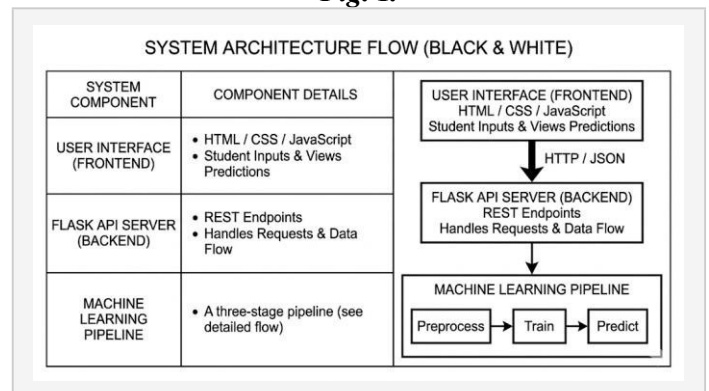 Fig. 1.
SYSTEM ARCHITECTURE FLOW (BLACK & WHITE)
SYSTEM
COMPONENT
COMPONENT DETAILS
USER INTERFACE
(FRONTEND)
• HTML / CSS / JavaScript
• Student Inputs & Views
Predictions
FLASK API SERVER
(BACKEND)
• REST Endpoints
• Handles Requests & Data
Flow
MACHINE
LEARNING
PIPELINE
• A three-stage pipeline (see
detailed flow)
USER INTERFACE (FRONTEND)
HTML / CSS / JavaScript
Student Inputs & Views Predictions
HTTP / JSON
FLASK API SERVER (BACKEND)
REST Endpoints
Handles Requests & Data Flow
MACHINE LEARNING PIPELINE
Preprocess
Train
Predict